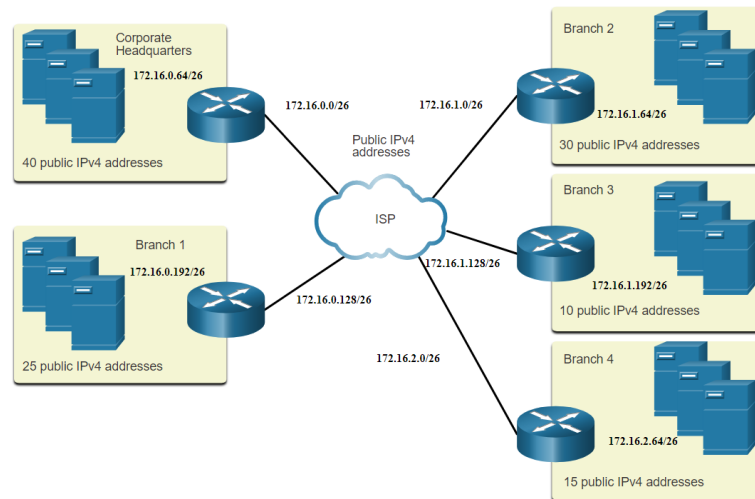 Corporate
Headquarters
172.16.0.64/26
40 public IPv4 addresses
172.16.0.0/26
Branch 1
172.16.0.192/26
25 public IPv4 addresses
172.16.0.128/26
Public IPv4
addresses
ISP
172.16.1.0/26
Branch 2
172.16.1.64/26
30 public IPv4 addresses
172.16.1.128/26
Branch 3
172.16.1.192/26
10 public IPv4 addresses
172.16.2.0/26
Branch 4
172.16.2.64/26
15 public IPv4 addresses